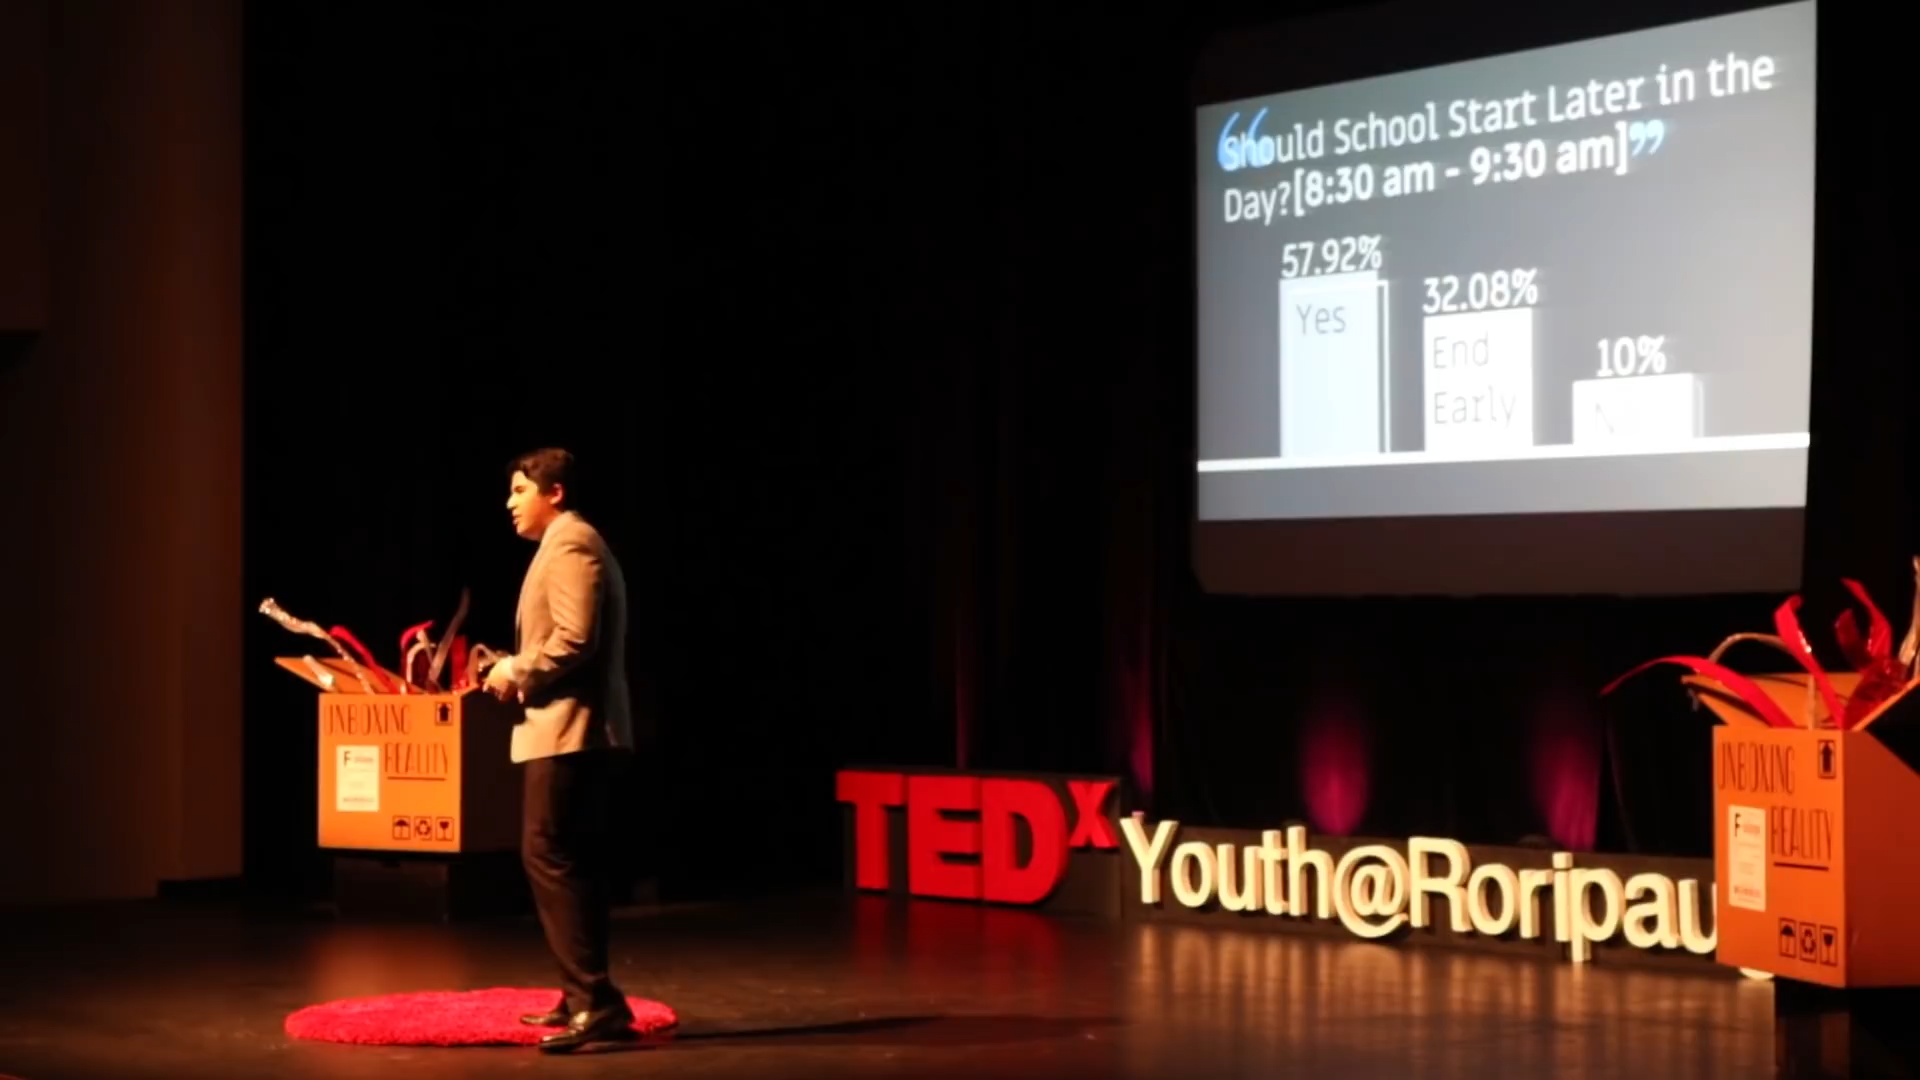 “Should School Start Later in the
Day?[8:30 am - 9:30 am]”
57.92%
32.08%
10%
Yes
End
Early
UNBOXING
REALITY
TEDx
Youth@Roripau
UNBOXING
REALITY